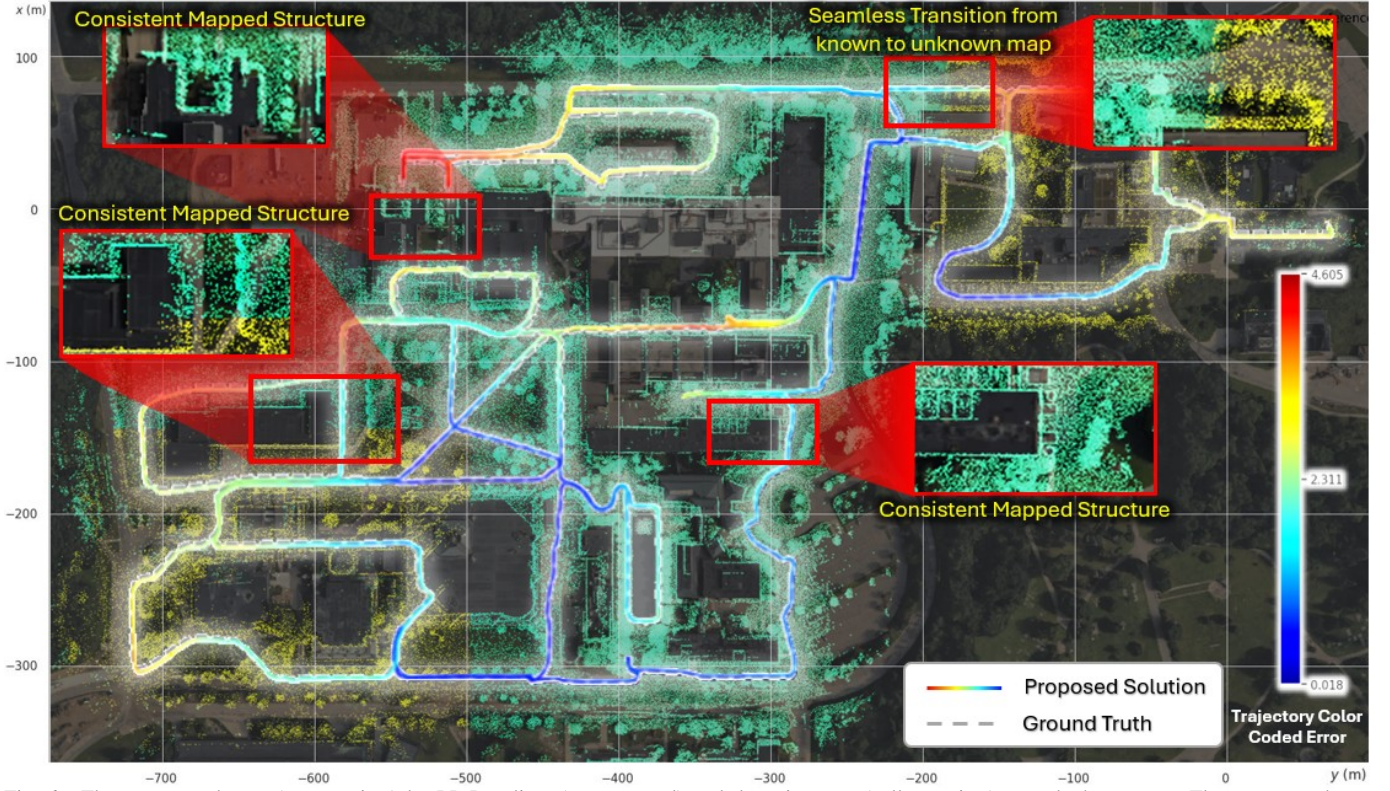 x (m)
Consistent Mapped Structure
Seamless Transition from
known to unknown map
100
0
−100
−200
−300
Consistent Mapped Structure
Consistent Mapped Structure
4.605
2.311
0.018
Trajectory Color
Coded Error
Proposed Solution
Ground Truth
−700
−600
−500
−400
−300
−200
−100
0
y (m)